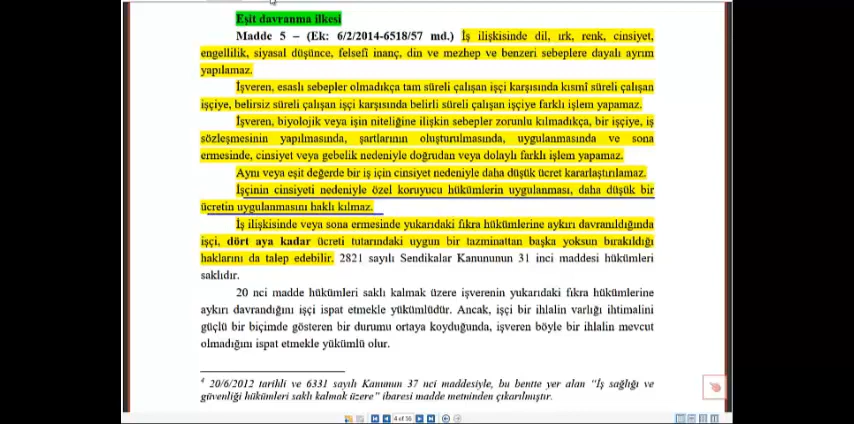 Eşit davranma ilkesi
Madde 5 – (Ek: 6/2/2014-6518/57 md.) İş ilişkisinde dil, ırk, renk, cinsiyet,
engellilik, siyasal düşünce, felsefî inanç, din ve mezhep ve benzeri sebeplere dayalı ayrım
yapılamaz.
İşveren, esaslı sebepler olmadıkça tam süreli çalışan işçi karşısında kısmî süreli çalışan
işçiye, belirsiz süreli çalışan işçi karşısında belirli süreli çalışan işçiye farklı işlem yapamaz.
İşveren, biyolojik veya işin niteliğine ilişkin sebepler zorunlu kılmadıkça, bir işçiye, iş
sözleşmesinin yapılmasında, şartlarının oluşturulmasında, uygulanmasında ve sona
ermesinde, cinsiyet veya gebelik nedeniyle doğrudan veya dolaylı farklı işlem yapamaz.
Aynı veya eşit değerde bir iş için cinsiyet nedeniyle daha düşük ücret kararlaştırılamaz.
İşçinin cinsiyeti nedeniyle özel koruyucu hükümlerin uygulanması, daha düşük bir
ücretin uygulanmasını haklı kılmaz.
İş ilişkisinde veya sona ermesinde yukarıdaki fıkra hükümlerine aykırı davranıldığında
işçi, dört aya kadar ücreti tutarındaki uygun bir tazminattan başka yoksun bırakıldığı
haklarını da talep edebilir. 2821 sayılı Sendikalar Kanununun 31 inci maddesi hükümleri
saklıdır.
20 nci madde hükümleri saklı kalmak üzere işverenin yukarıdaki fıkra hükümlerine
aykırı davrandığını işçi ispat etmekle yükümlüdür. Ancak, işçi bir ihlalin varlığı ihtimalini
güçlü bir biçimde gösteren bir durumu ortaya koyduğunda, işveren böyle bir ihlalin mevcut
olmadığını ispat etmekle yükümlü olur.
4 20/6/2012 tarihli ve 6331 sayılı Kanunun 37 nci maddesiyle, bu bentte yer alan “İş sağlığı ve
güvenliği hükümleri saklı kalmak üzere” ibaresi madde metninden çıkarılmıştır.
4 of 56